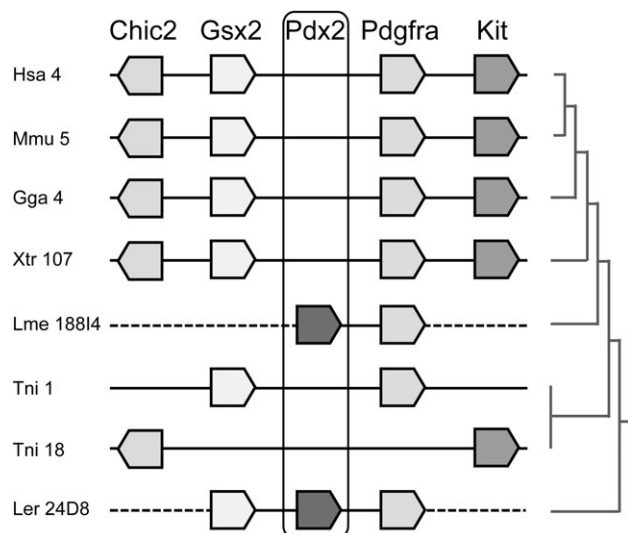 Chic2 Gsx2 Pdx2 Pdgfra Kit
Hsa 4
Mmu 5
Gga 4
Xtr 107
Lme 188I4
Tni 1
Tni 18
Ler 24D8